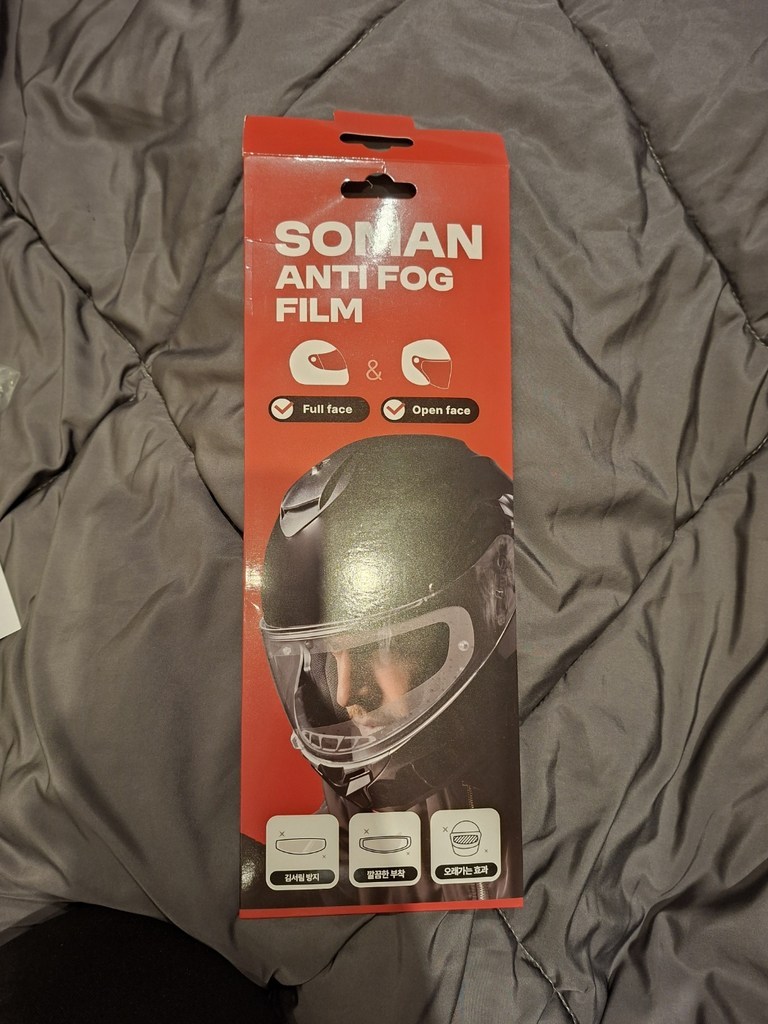 SOMAN
ANTI FOG
FILM
&
Full face
Open face
김서림 방지
깔끔한 부착
오래가는 효과